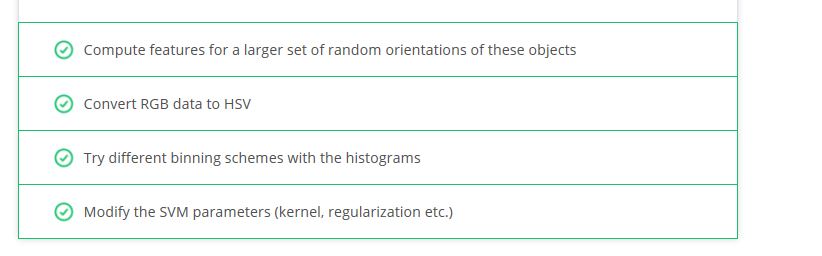 Compute features for a larger set of random orientations of these objects
Convert RGB data to HSV
Try different binning schemes with the histograms
Modify the SVM parameters (kernel, regularization etc.)